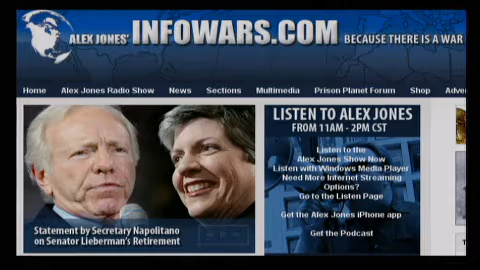 ALEX JONES' INFOWARS.COM BECAUSE THERE IS A WAR
Home Alex Jones Radio Show News Sections Multimedia Prison Planet Forum Shop Adver
LISTEN TO ALEX JONES
FROM 11AM - 2PM CST
Listen to the
Alex Jones Show Now
Listen with Windows Media Player
Need More Internet Streaming
Options?
Go to the Listen Page
Get the Alex Jones iPhone app
Get the Podcast
Statement by Secretary Napolitano
on Senator Lieberman's Retirement